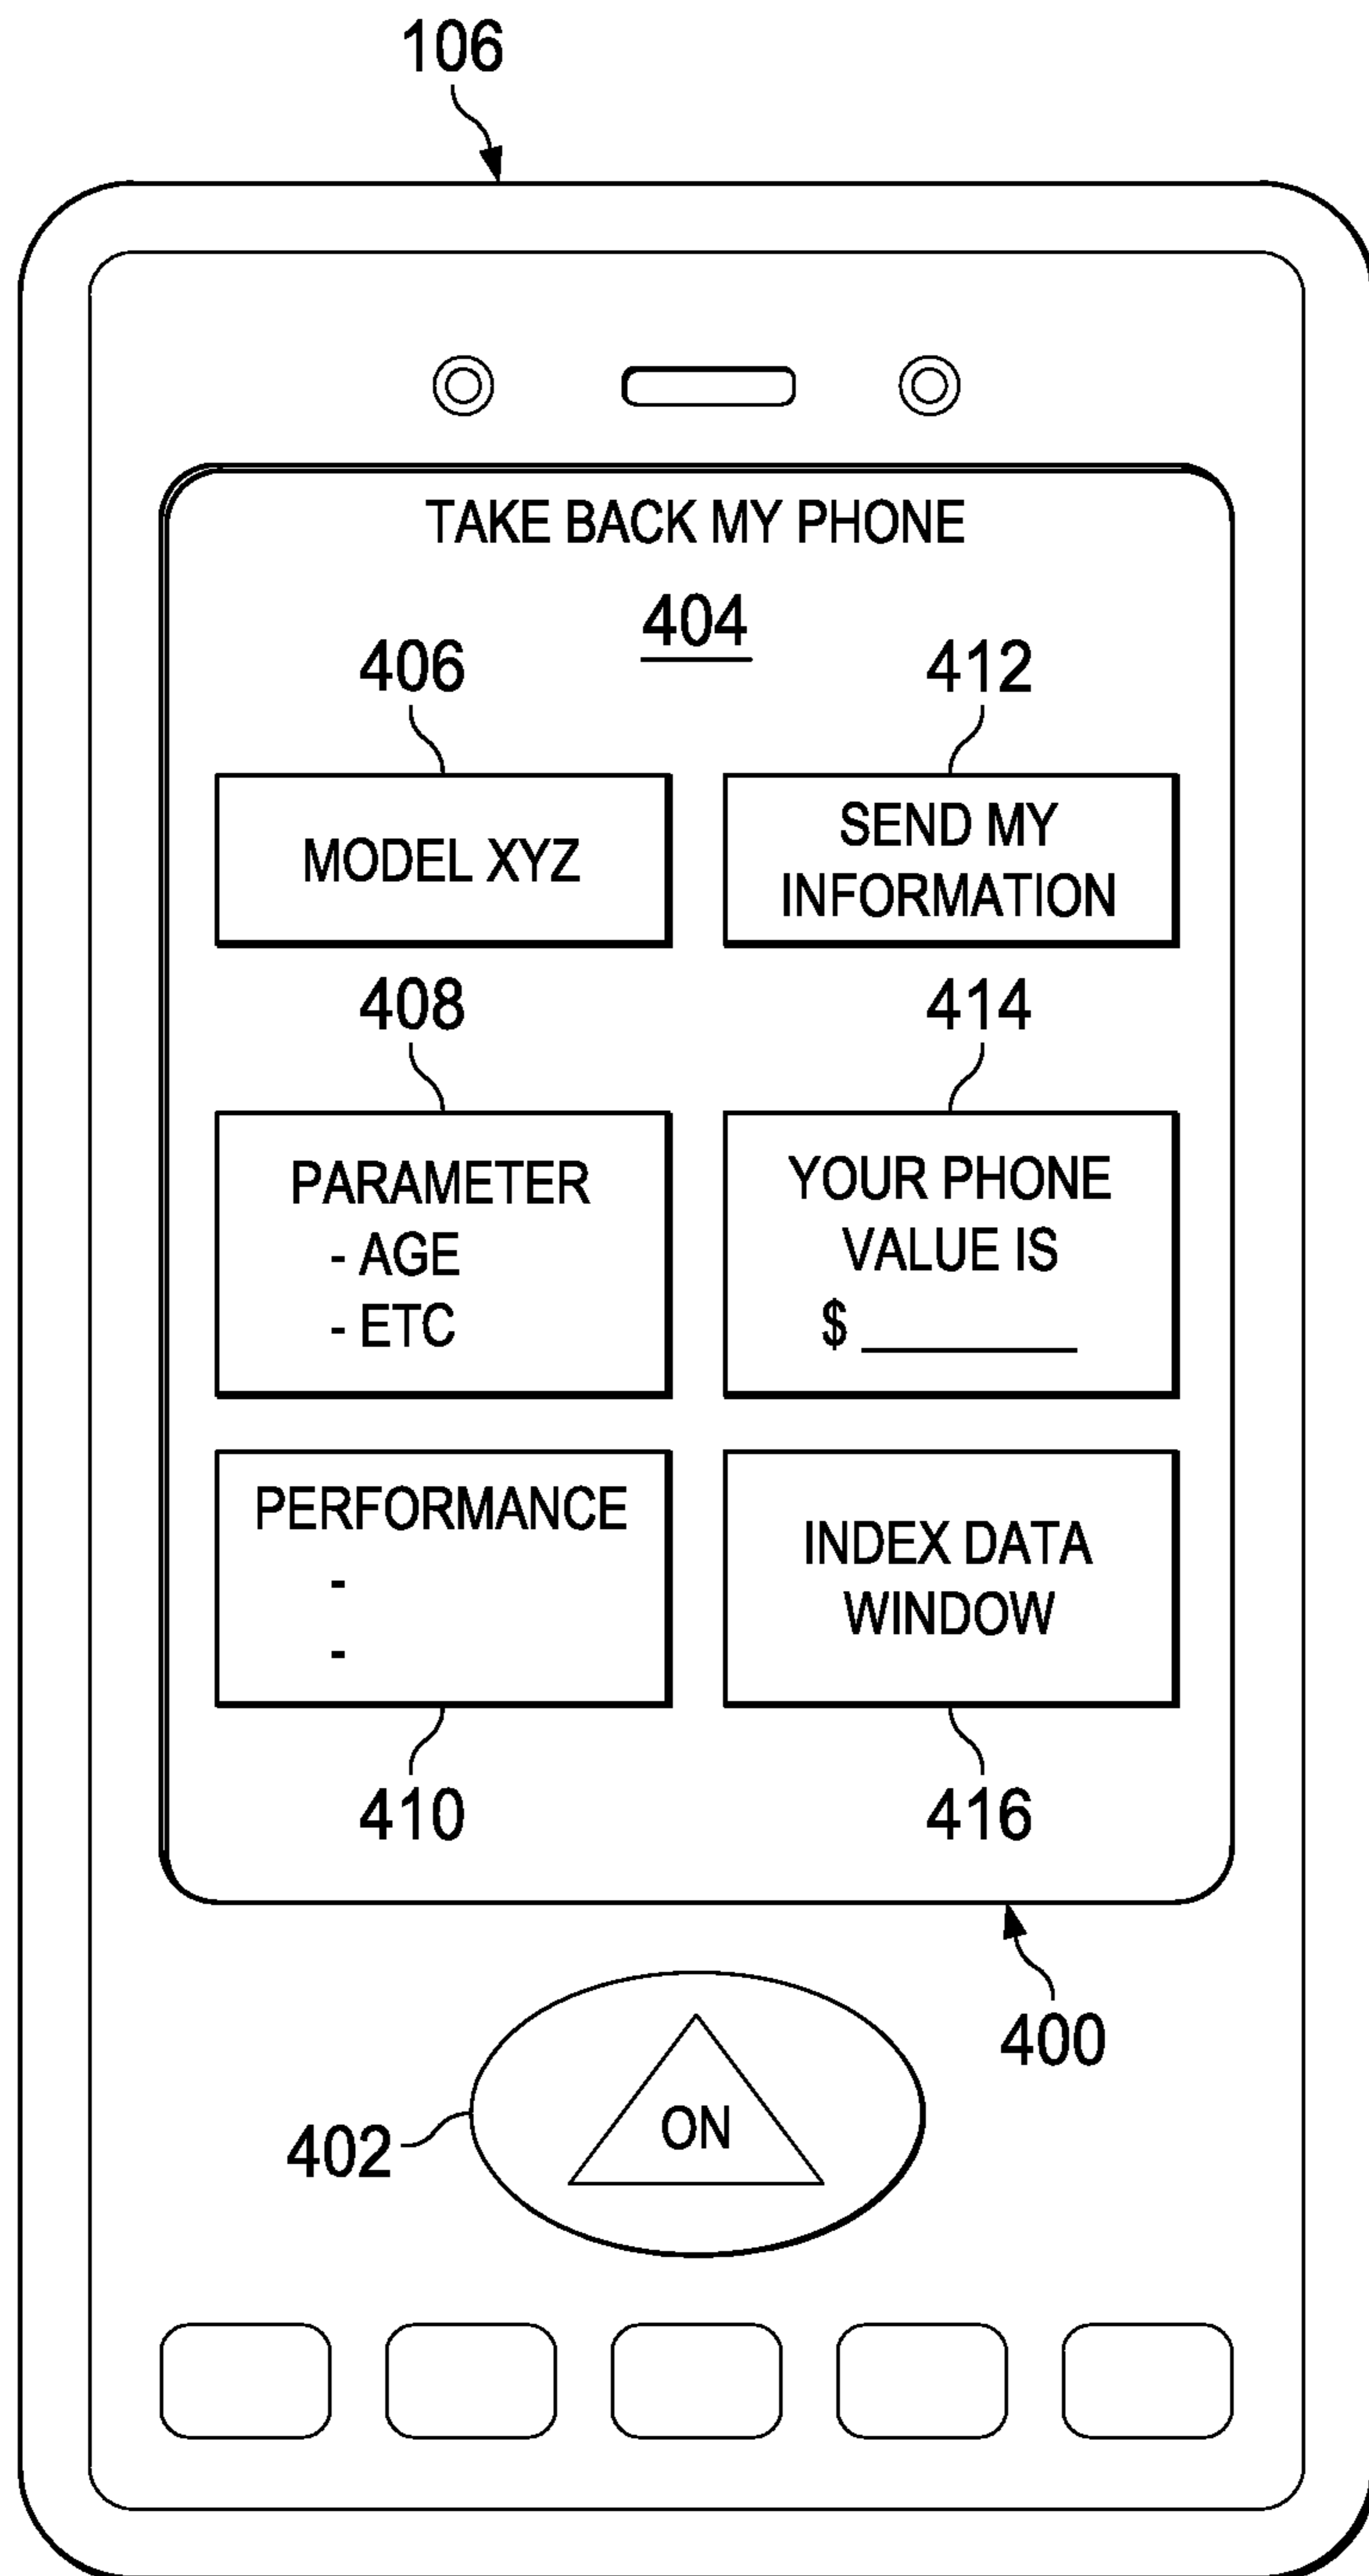 106
TAKE BACK MY PHONE
404
406
412
MODEL XYZ
SEND MY
INFORMATION
408
414
PARAMETER
- AGE
- ETC
YOUR PHONE
VALUE IS
$ ________
PERFORMANCE
-
-
INDEX DATA
WINDOW
410
416
400
402
ON